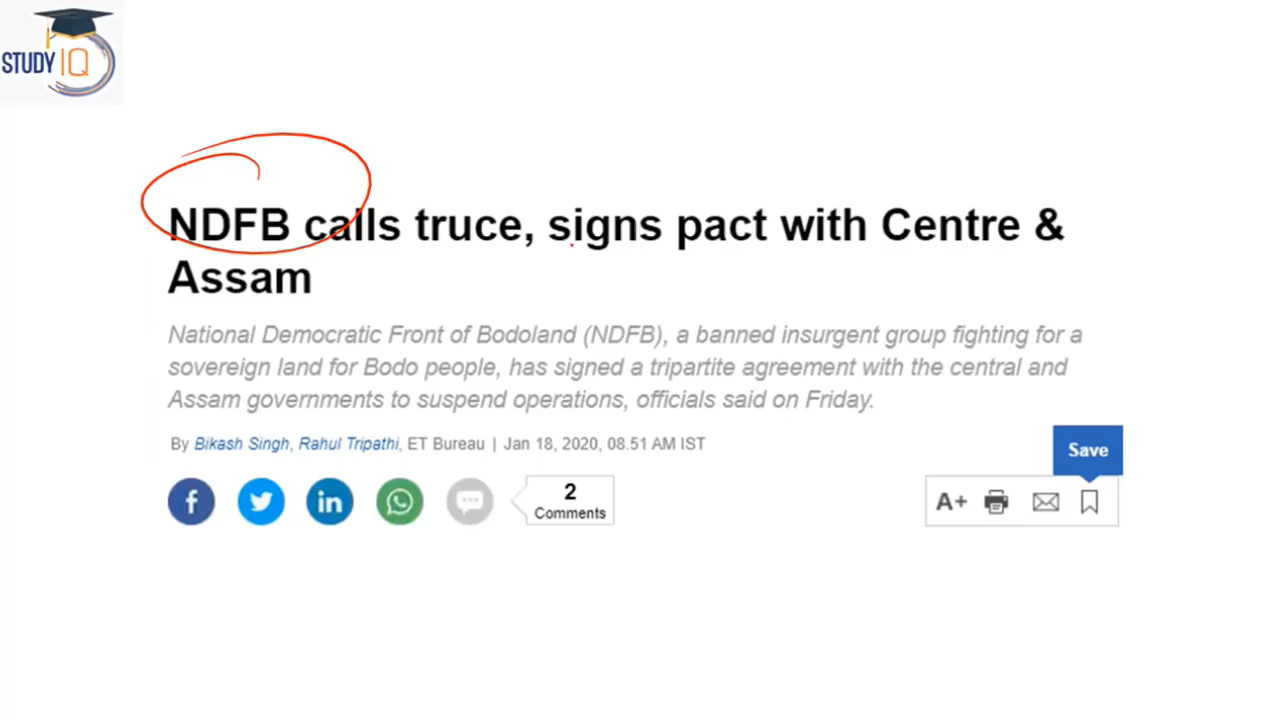 STUDY IQ
NDFB calls truce, signs pact with Centre &
Assam
National Democratic Front of Bodoland (NDFB), a banned insurgent group fighting for a
sovereign land for Bodo people, has signed a tripartite agreement with the central and
Assam governments to suspend operations, officials said on Friday.
By Bikash Singh, Rahul Tripathi, ET Bureau | Jan 18, 2020, 08.51 AM IST
Save
f
in
2
Comments
A+